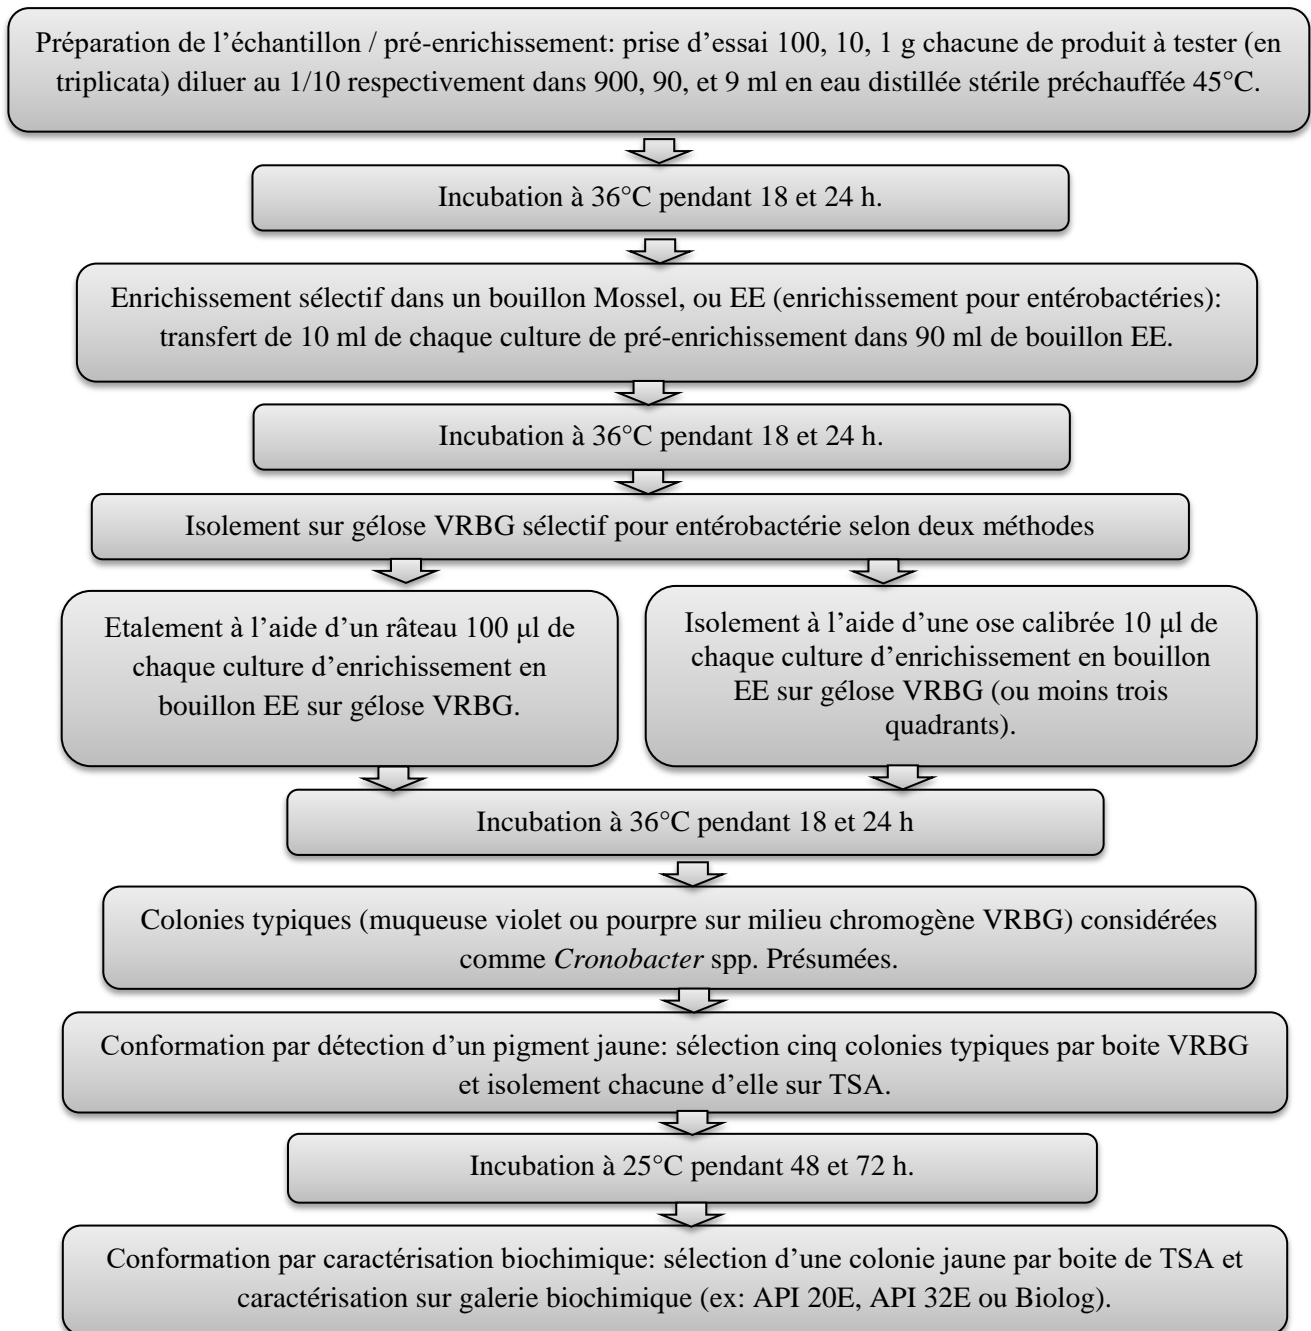 Préparation de l’échantillon / pré-enrichissement: prise d’essai 100, 10, 1 g chacune de produit à tester (en
triplicata) diluer au 1/10 respectivement dans 900, 90, et 9 ml en eau distillée stérile préchauffée 45°C.
Incubation à 36°C pendant 18 et 24 h.
Enrichissement sélectif dans un bouillon Mossel, ou EE (enrichissement pour entérobactéries):
transfert de 10 ml de chaque culture de pré-enrichissement dans 90 ml de bouillon EE.
Incubation à 36°C pendant 18 et 24 h.
Isolement sur gélose VRBG sélectif pour entérobactérie selon deux méthodes
Etalement à l’aide d’un râteau 100 μl de
chaque culture d’enrichissement en
bouillon EE sur gélose VRBG.
Isolement à l’aide d’une ose calibrée 10 μl de
chaque culture d’enrichissement en bouillon
EE sur gélose VRBG (ou moins trois
quadrants).
Incubation à 36°C pendant 18 et 24 h
Colonies typiques (muqueuse violet ou pourpre sur milieu chromogène VRBG) considérées
comme Cronobacter spp. Présumées.
Conformation par détection d’un pigment jaune: sélection cinq colonies typiques par boite VRBG
et isolement chacune d’elle sur TSA.
Incubation à 25°C pendant 48 et 72 h.
Conformation par caractérisation biochimique: sélection d’une colonie jaune par boite de TSA et
caractérisation sur galerie biochimique (ex: API 20E, API 32E ou Biolog).